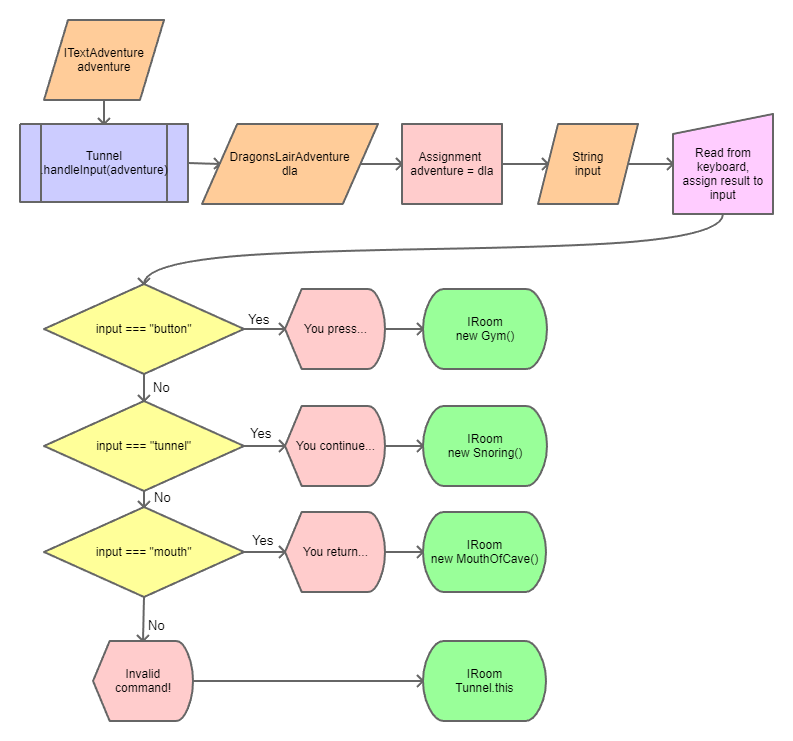 ITextAdventure
adventure
Tunnel
.handleInput(adventure)
DragonsLairAdventure
dla
Assignment
adventure = dla
String
input
Read from
keyboard,
assign result to
input
input === "button"
Yes
You press...
IRoom
new Gym()
No
input === "tunnel"
Yes
You continue...
IRoom
new Snoring()
No
input === "mouth"
Yes
You return...
IRoom
new MouthOfCave()
No
Invalid
command!
IRoom
Tunnel.this